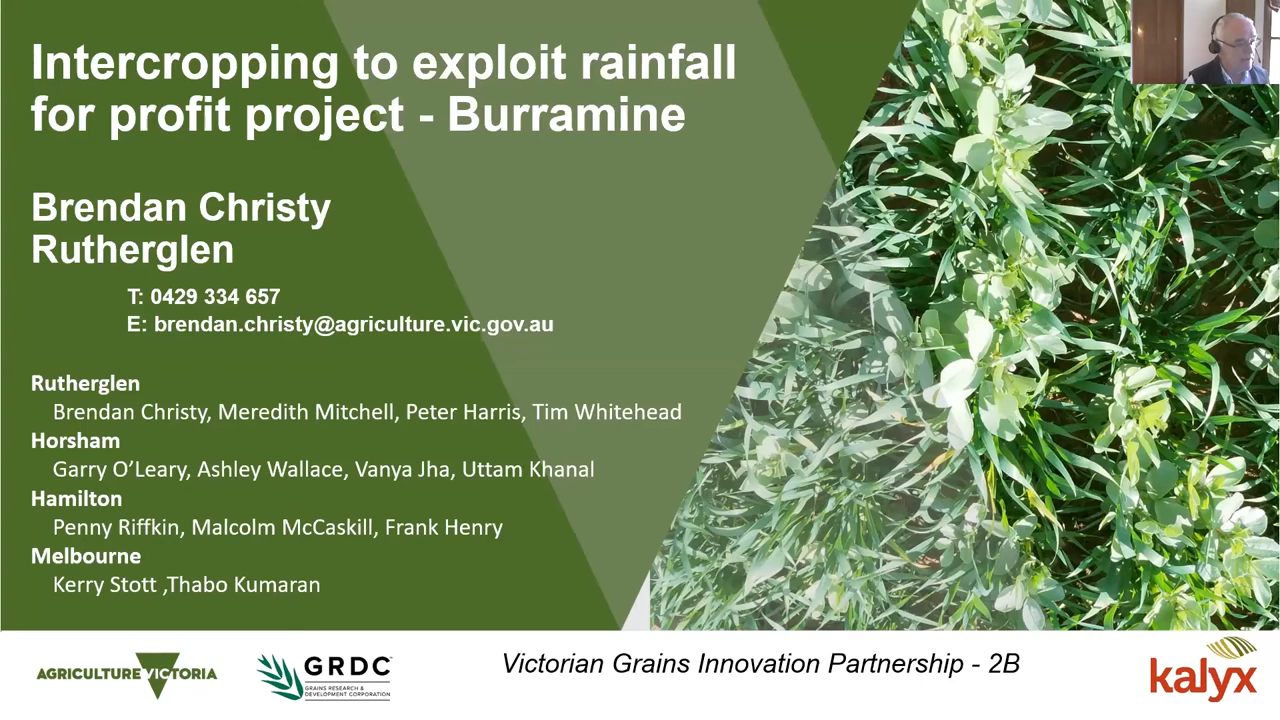 Intercropping to exploit rainfall
for profit project - Burramine
Brendan Christy
Rutherglen
T: 0429 334 657
E: brendan.christy@agriculture.vic.gov.au
Rutherglen
Brendan Christy, Meredith Mitchell, Peter Harris, Tim Whitehead
Horsham
Garry O’Leary, Ashley Wallace, Vanya Jha, Uttam Khanal
Hamilton
Penny Riffkin, Malcolm McCaskill, Frank Henry
Melbourne
Kerry Stott ,Thabo Kumaran
AGRICULTURE VICTORIA
GRDC
GRAINS RESEARCH &
DEVELOPMENT CORPORATION
Victorian Grains Innovation Partnership - 2B
kalyx